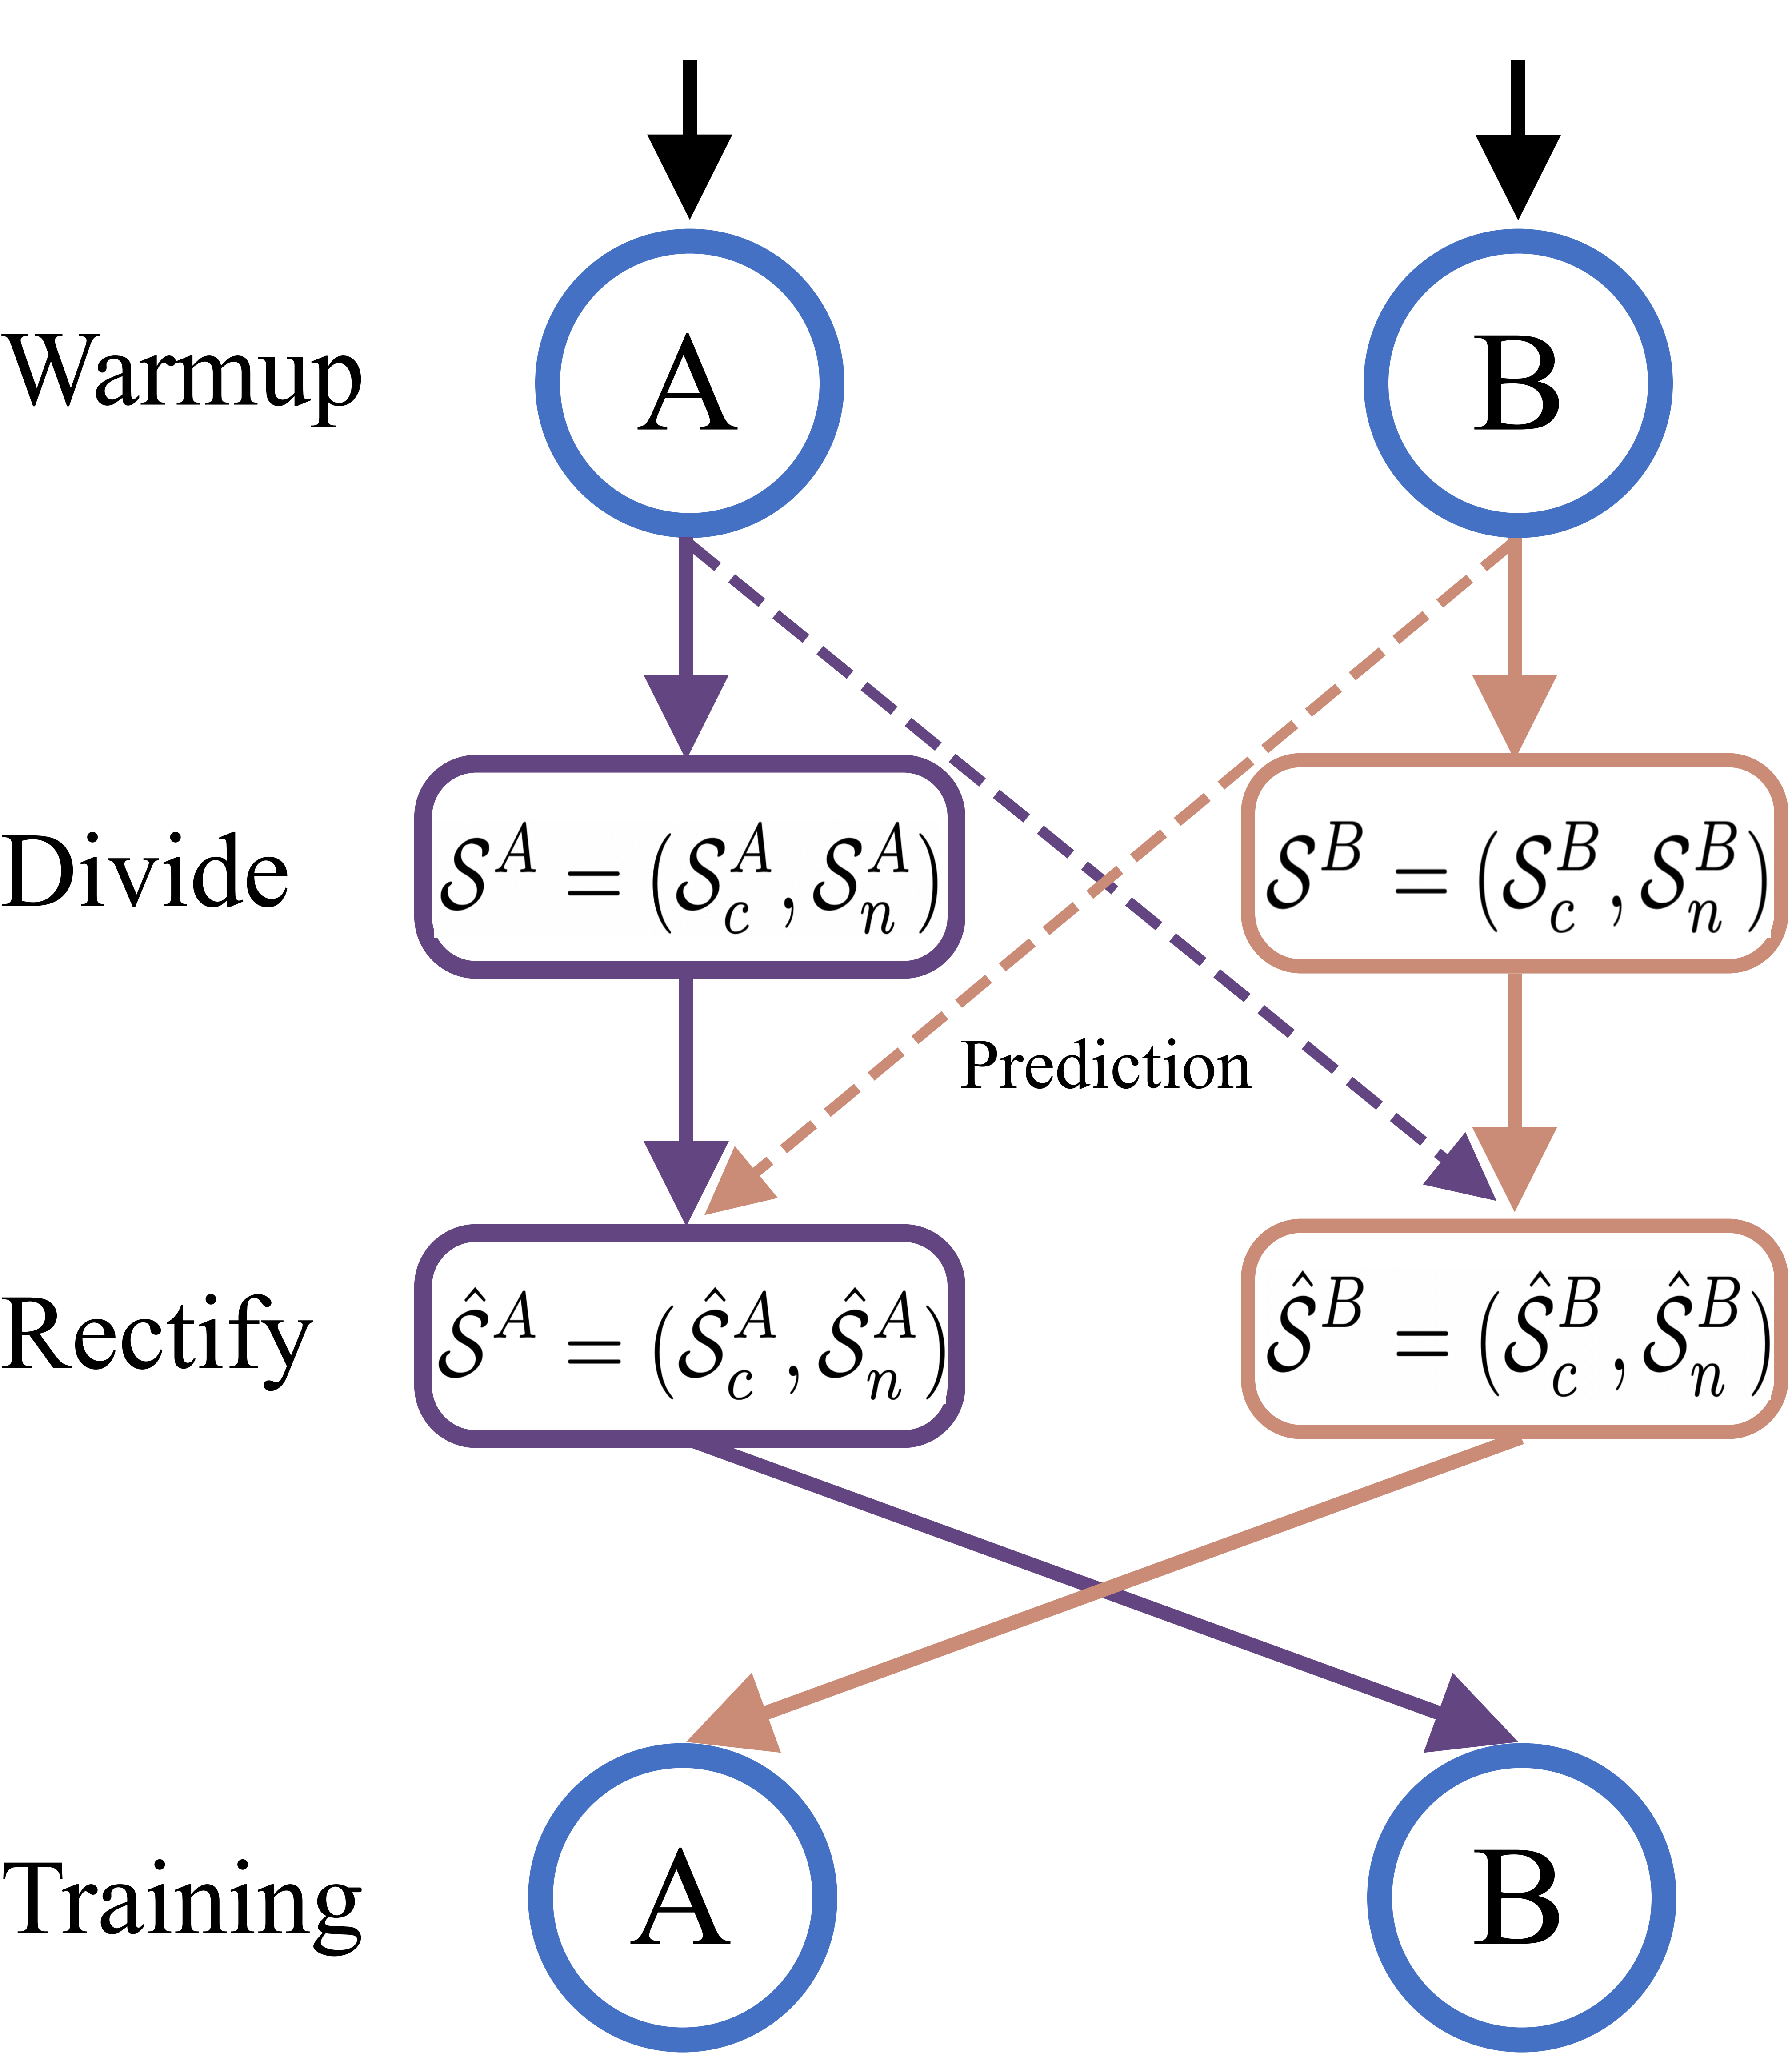 Warmup A B
Divide 𝒮^A = (𝒮_c^A, 𝒮_n^A) 𝒮^B = (𝒮_c^B, 𝒮_n^B)
Prediction
Rectify 𝒮̂^A = (𝒮̂_c^A, 𝒮̂_n^A) 𝒮̂^B = (𝒮̂_c^B, 𝒮̂_n^B)
Training A B